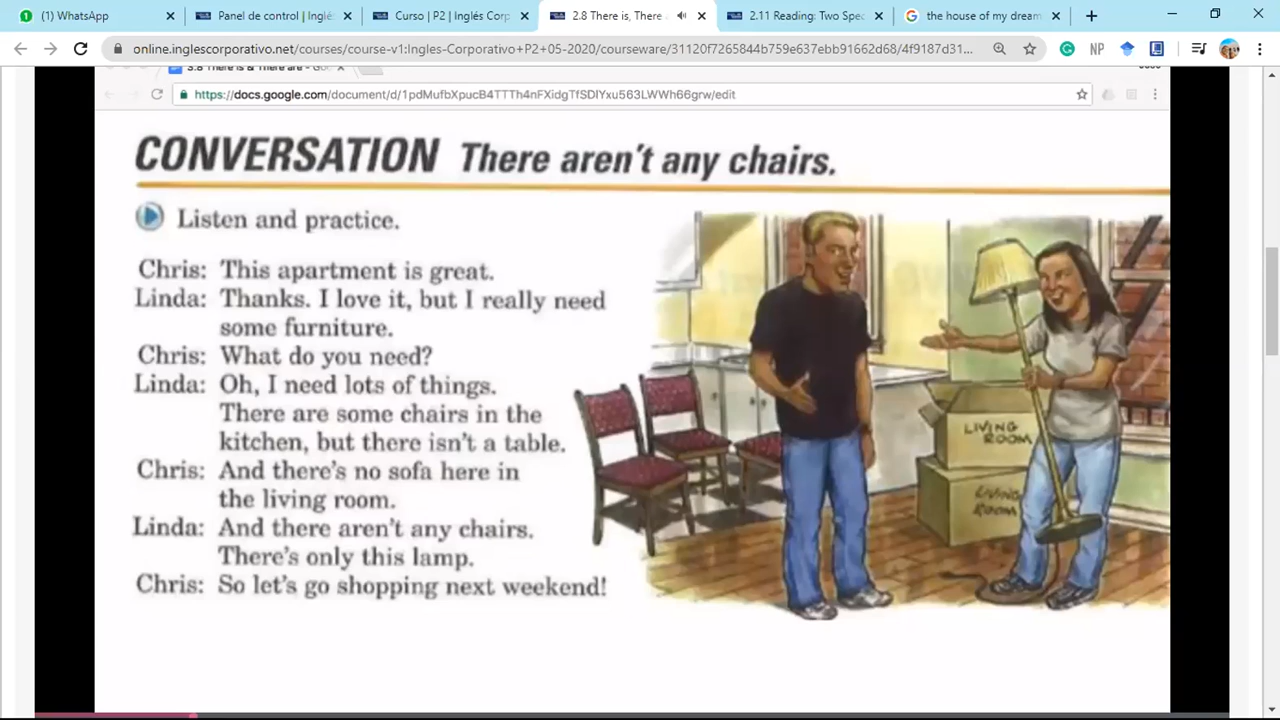 (1) WhatsApp
Panel de control | Inglé
Curso | P2 | Inglés Corp
2.8 There is, There
2.11 Reading: Two Spec
the house of my dream
online.inglescorporativo.net/courses/course-v1:Ingles-Corporativo+P2+05-2020/courseware/31120f7265844b759e637ebb91662d68/4f9187d31...
NP
https://docs.google.com/document/d/1pdMufbXpucB4TTTh4nFXidgTfSDIYxu563LWWh66grw/edit
CONVERSATION There aren't any chairs.
Listen and practice.
Chris: This apartment is great.
Linda: Thanks. I love it, but I really need
some furniture.
Chris: What do you need?
Linda: Oh, I need lots of things.
There are some chairs in the
kitchen, but there isn't a table.
Chris: And there's no sofa here in
the living room.
Linda: And there aren't any chairs.
There's only this lamp.
Chris: So let's go shopping next weekend!
LIVING
ROOM
LIVING
ROOM